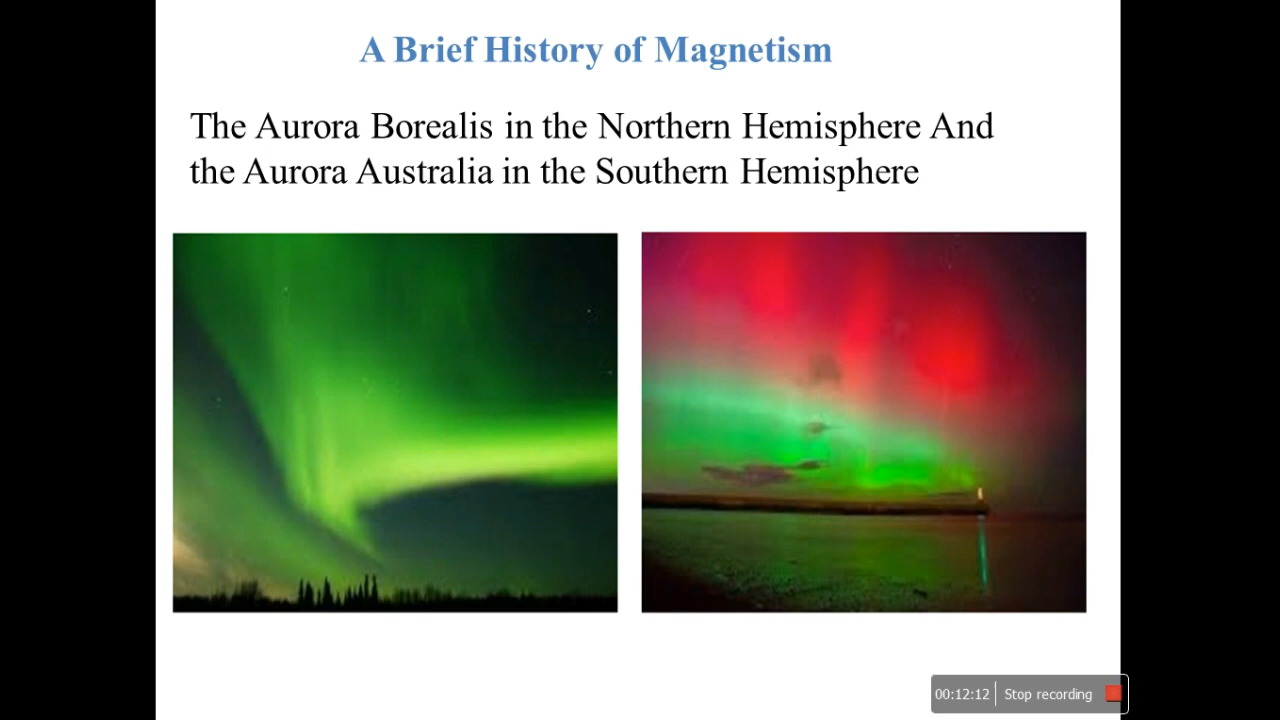 A Brief History of Magnetism
The Aurora Borealis in the Northern Hemisphere And
the Aurora Australia in the Southern Hemisphere
00:12:12 Stop recording